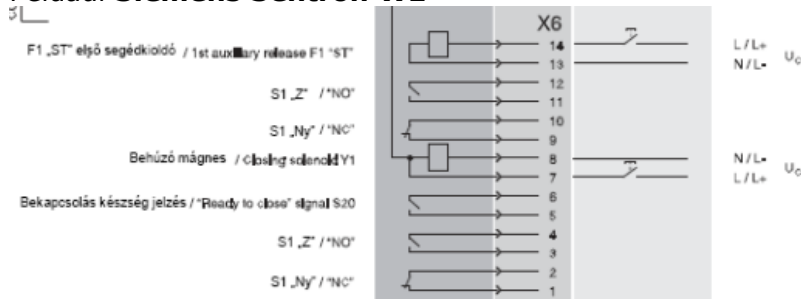 Siemens Sentron WL
X6
F1 „ST” első segédkioldó / 1st auxiliary release F1 "ST"
14
L / L+
13
N / L-
Uc
S1 „Z” / "NO"
12
11
S1 „Ny” / "NC"
10
9
Behúzó mágnes / Closing solenoid Y1
8
N/L-
7
L / L+
Uc
Bekapcsolás készség jelzés / "Ready to close" signal S20
6
5
S1 „Z” / "NO"
4
3
S1 „Ny” / "NC"
2
1